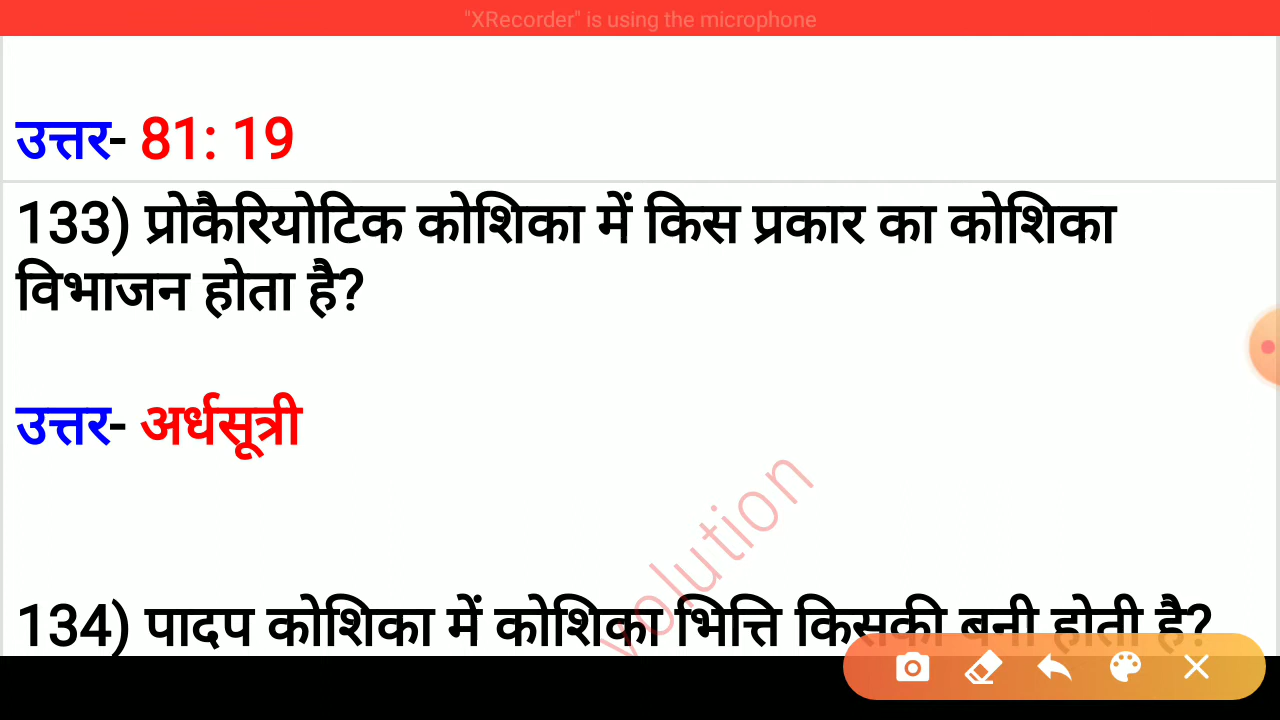 "XRecorder" is using the microphone
उत्तर- 81: 19
133) प्रोकैरियोटिक कोशिका में किस प्रकार का कोशिका
विभाजन होता है?
उत्तर- अर्धसूत्री
volution
134) पादप कोशिका में कोशिका भित्ति किसकी बनी होती है?